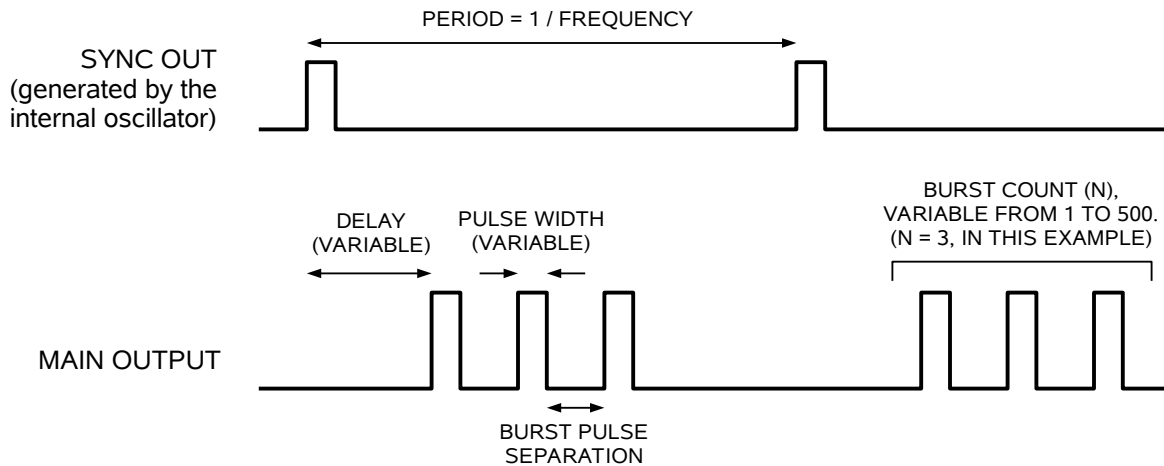 PERIOD = 1 / FREQUENCY
SYNC OUT
(generated by the
internal oscillator)
BURST COUNT (N),
VARIABLE FROM 1 TO 500.
(N = 3, IN THIS EXAMPLE)
DELAY
(VARIABLE)
PULSE WIDTH
(VARIABLE)
MAIN OUTPUT
BURST PULSE
SEPARATION